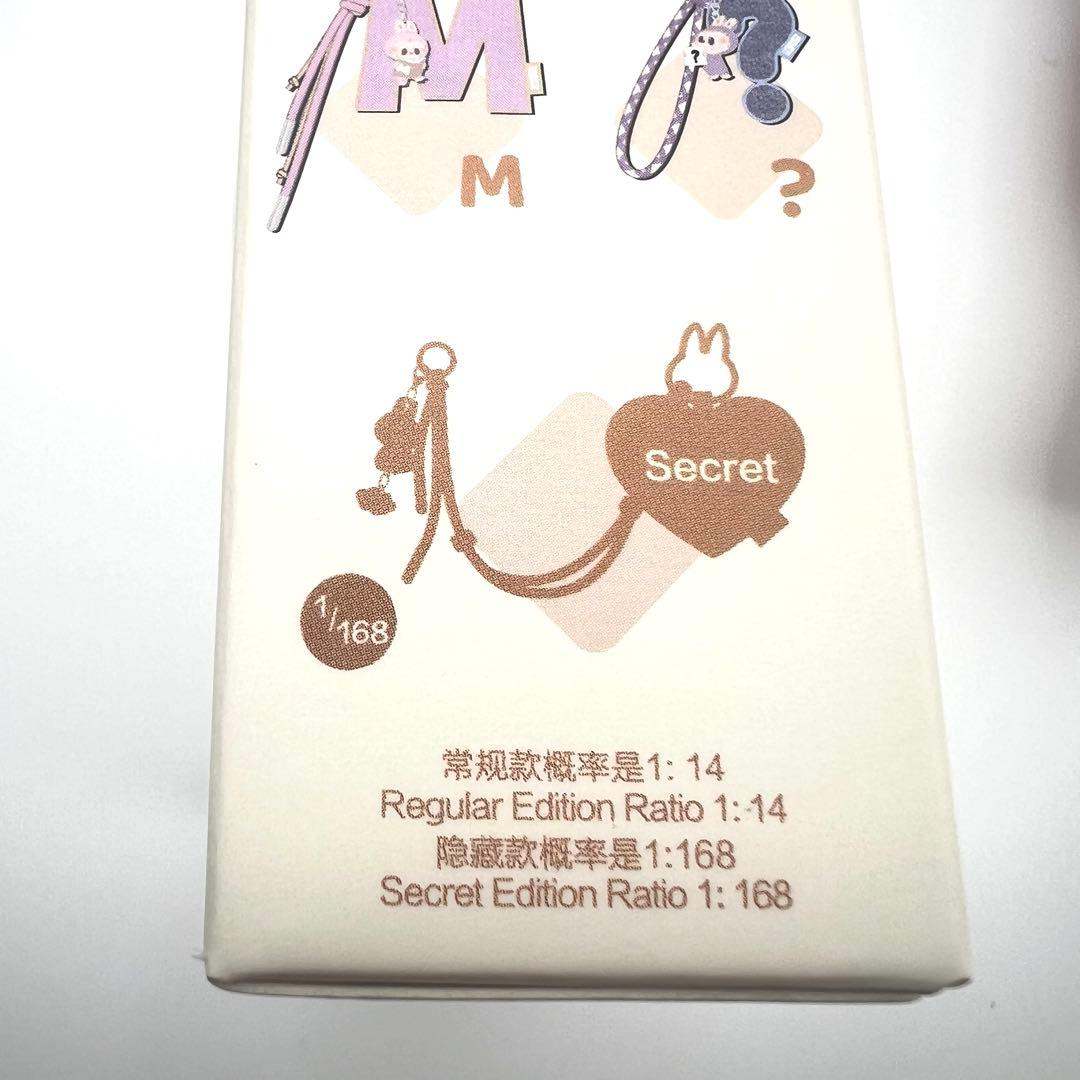 M
?
M
?
Secret
1/168
常规款概率是1: 14
Regular Edition Ratio 1: 14
隐藏款概率是1:168
Secret Edition Ratio 1: 168